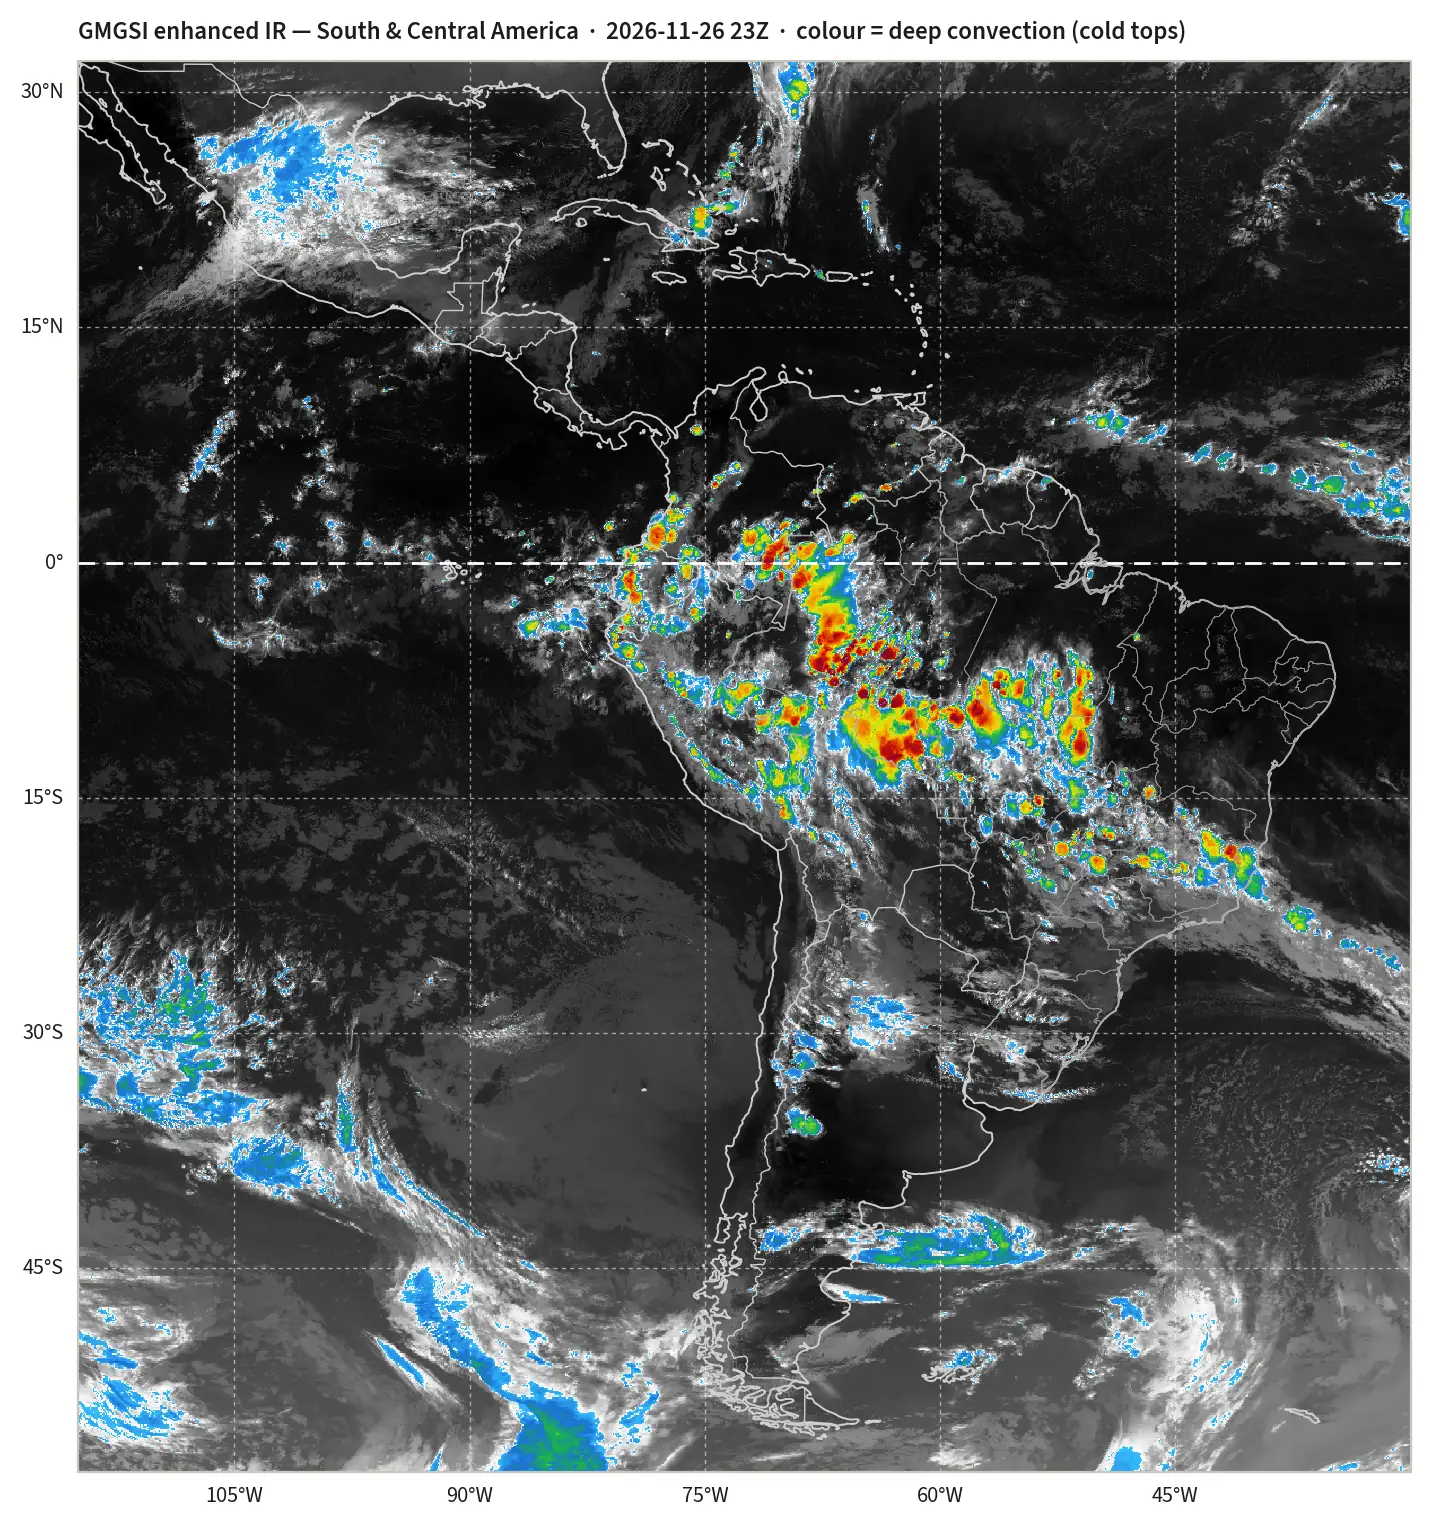 GMGSI enhanced IR — South & Central America · 2026-11-26 23Z · colour = deep convection (cold tops)
30°N
15°N
0°
15°S
30°S
45°S
105°W 90°W 75°W 60°W 45°W